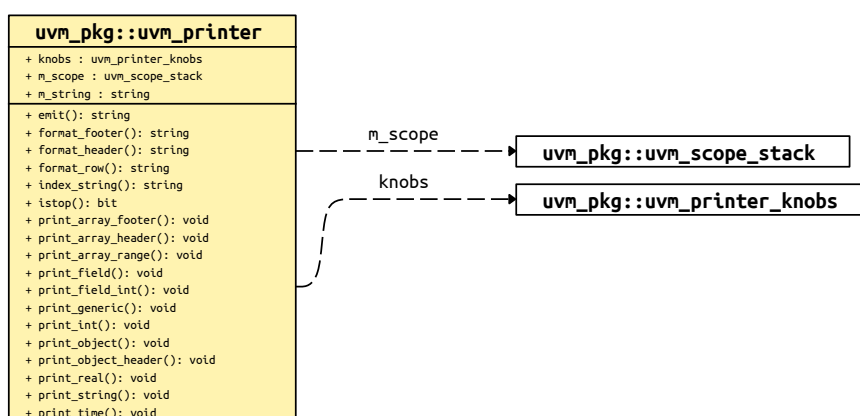 uvm_pkg::uvm_printer
+ knobs : uvm_printer_knobs
+ m_scope : uvm_scope_stack
+ m_string : string
+ emit(): string
+ format_footer(): string
+ format_header(): string
+ format_row(): string
+ index_string(): string
+ istop(): bit
+ print_array_footer(): void
+ print_array_header(): void
+ print_array_range(): void
+ print_field(): void
+ print_field_int(): void
+ print_generic(): void
+ print_int(): void
+ print_object(): void
+ print_object_header(): void
+ print_real(): void
+ print_string(): void
+ print_time(): void
m_scope
uvm_pkg::uvm_scope_stack
knobs
uvm_pkg::uvm_printer_knobs